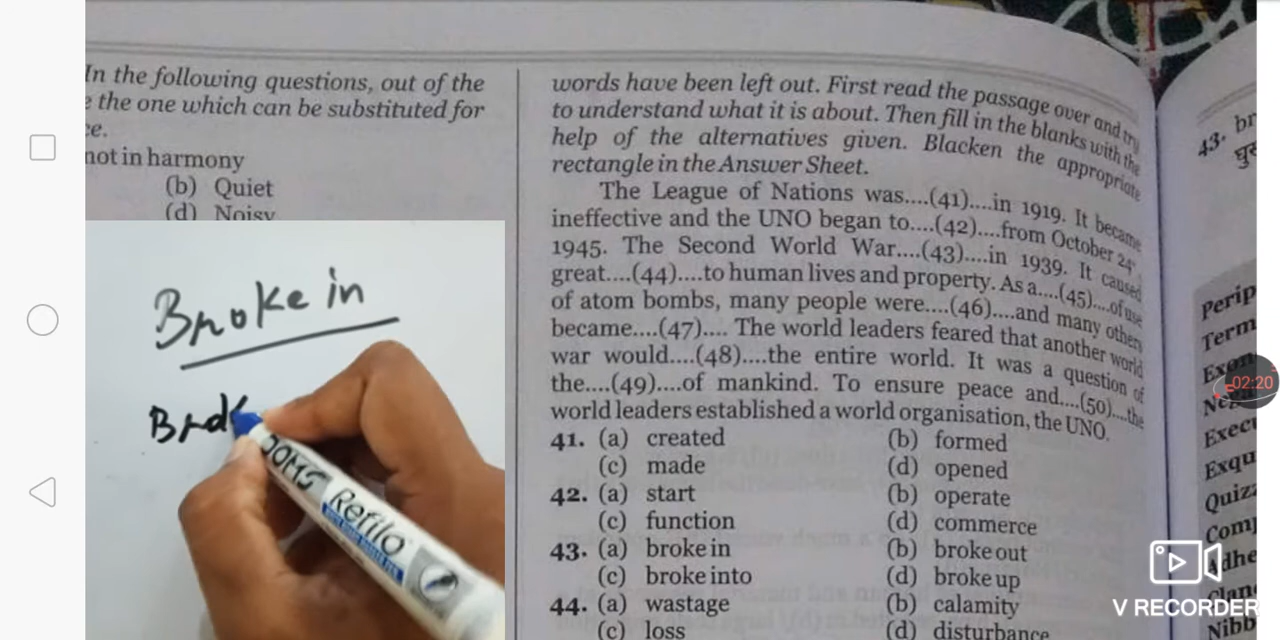 In the following questions, out of the
the one which can be substituted for
not in harmony
(b) Quiet
(d) Noisy
Broke in
words have been left out. First read the passage over and try
to understand what it is about. Then fill in the blanks with the
help of the alternatives given. Blacken the appropriate
rectangle in the Answer Sheet.
The League of Nations was....(41)....in 1919. It became
ineffective and the UNO began to....(42)....from October 24,
1945. The Second World War....(43)....in 1939. It caused
great....(44)....to human lives and property. As a....(45)....of use
of atom bombs, many people were....(46)....and many others
became....(47).... The world leaders feared that another world
war would....(48)....the entire world. It was a question of
the....(49)....of mankind. To ensure peace and....(50)....the
world leaders established a world organisation, the UNO.
41. (a) created (b) formed
(c) made (d) opened
42. (a) start (b) operate
(c) function (d) commerce
43. (a) broke in (b) broke out
(c) broke into (d) broke up
44. (a) wastage (b) calamity
(c) loss (d) disturbance
43. br
Perip
Term
Exon
Exec
Exqu
Quizz
Com
Nibb
02:20
DOMS Refilo
V RECORDER